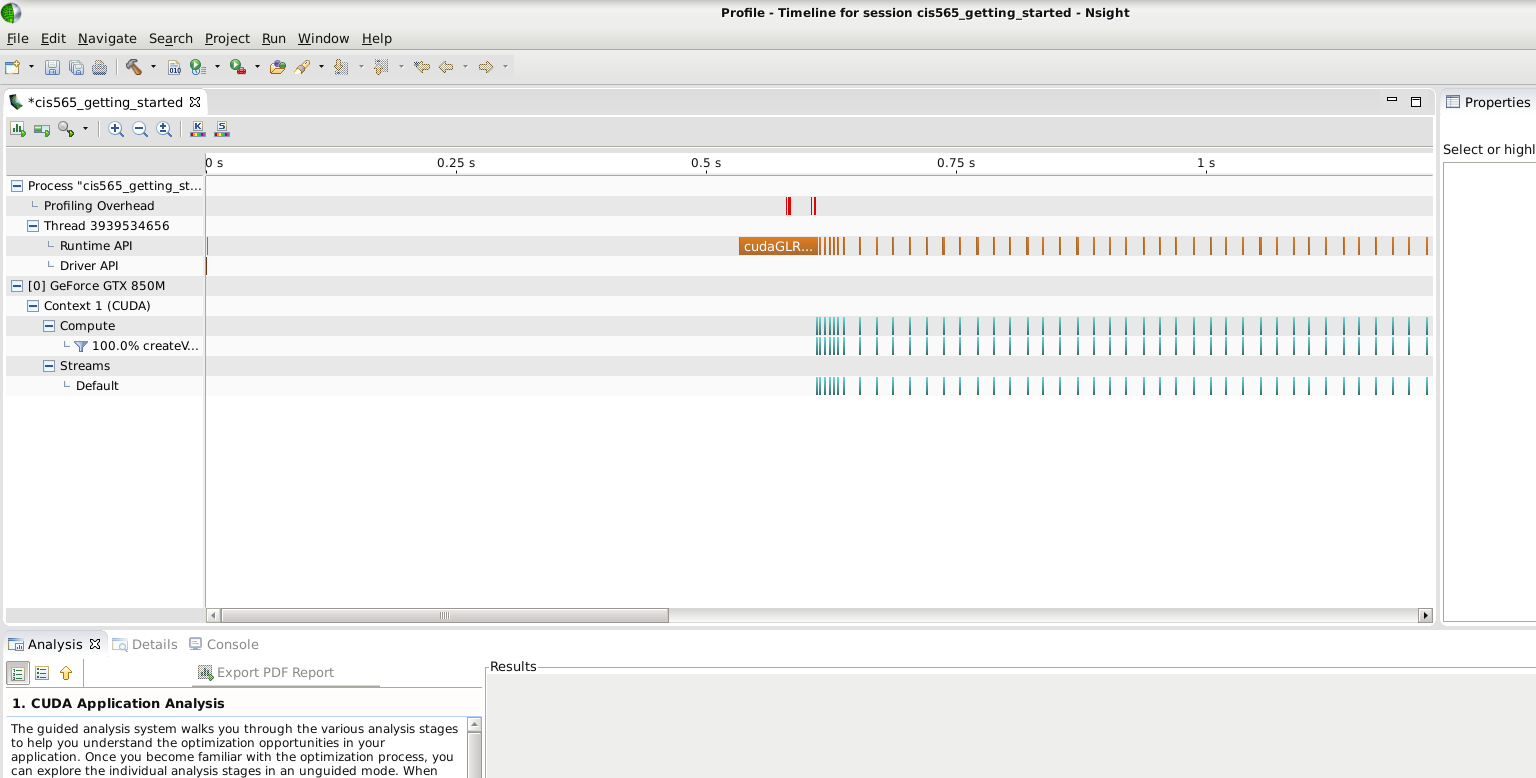 Profile - Timeline for session cis565_getting_started - Nsight
File Edit Navigate Search Project Run Window Help
010
*cis565_getting_started
Properties
K S
Select or highl
0 s 0.25 s 0.5 s 0.75 s 1 s
Process "cis565_getting_st...
Profiling Overhead
Thread 3939534656
Runtime API cudaGLR...
Driver API
[0] GeForce GTX 850M
Context 1 (CUDA)
Compute
100.0% createV...
Streams
Default
Analysis Details Console
Export PDF Report
Results
1. CUDA Application Analysis
The guided analysis system walks you through the various analysis stages
to help you understand the optimization opportunities in your
application. Once you become familiar with the optimization process, you
can explore the individual analysis stages in an unguided mode. When